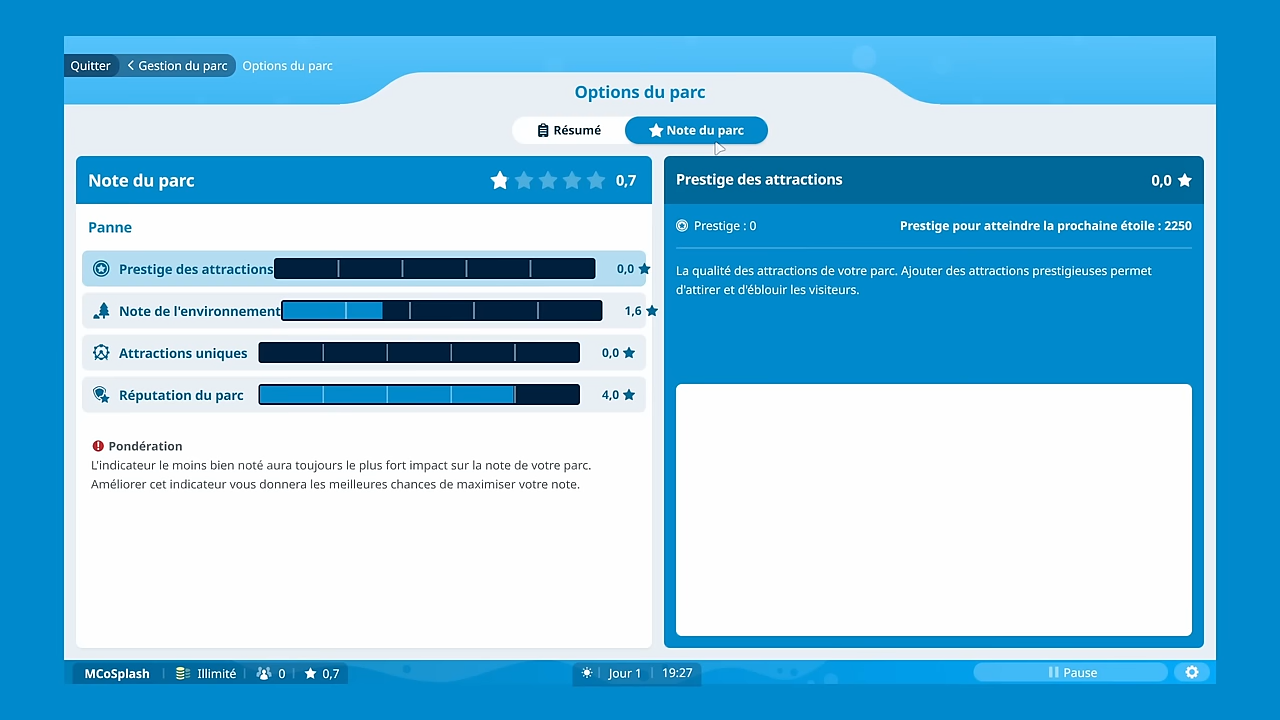 Quitter
Gestion du parc
Options du parc
Options du parc
Résumé
Note du parc
Note du parc
0,7
Panne
Prestige des attractions
0,0
Note de l'environnement
1,6
Attractions uniques
0,0
Réputation du parc
4,0
Pondération
L'indicateur le moins bien noté aura toujours le plus fort impact sur la note de votre parc.
Améliorer cet indicateur vous donnera les meilleures chances de maximiser votre note.
Prestige des attractions
0,0
Prestige : 0
Prestige pour atteindre la prochaine étoile : 2250
La qualité des attractions de votre parc. Ajouter des attractions prestigieuses permet
d'attirer et d'éblouir les visiteurs.
MCoSplash
Illimité
0
0,7
Jour 1
19:27
Pause